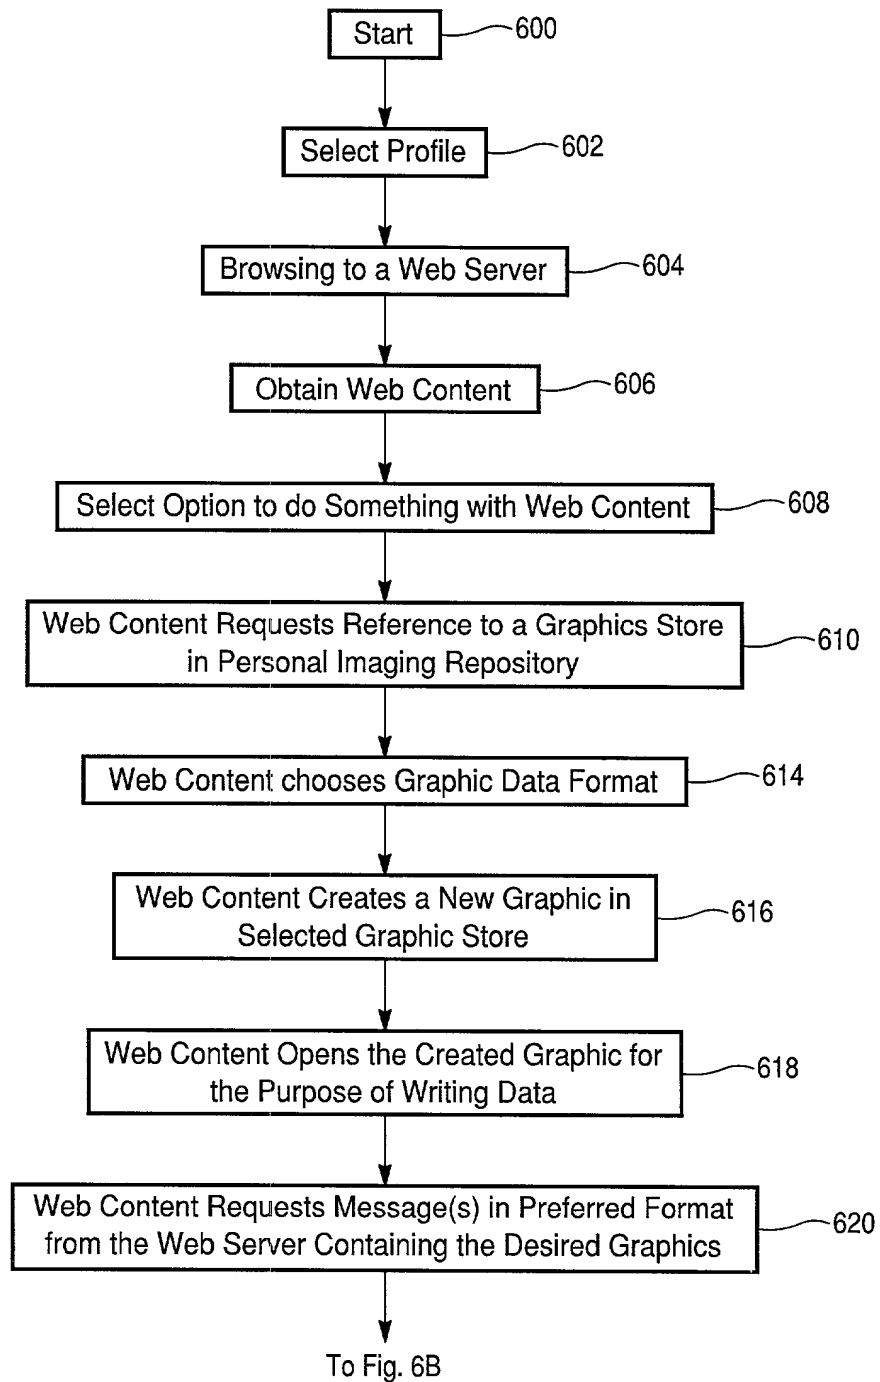 Start
600
Select Profile
602
Browsing to a Web Server
604
Obtain Web Content
606
Select Option to do Something with Web Content
608
Web Content Requests Reference to a Graphics Store
in Personal Imaging Repository
610
Web Content chooses Graphic Data Format
614
Web Content Creates a New Graphic in
Selected Graphic Store
616
Web Content Opens the Created Graphic for
the Purpose of Writing Data
618
Web Content Requests Message(s) in Preferred Format
from the Web Server Containing the Desired Graphics
620
To Fig. 6B